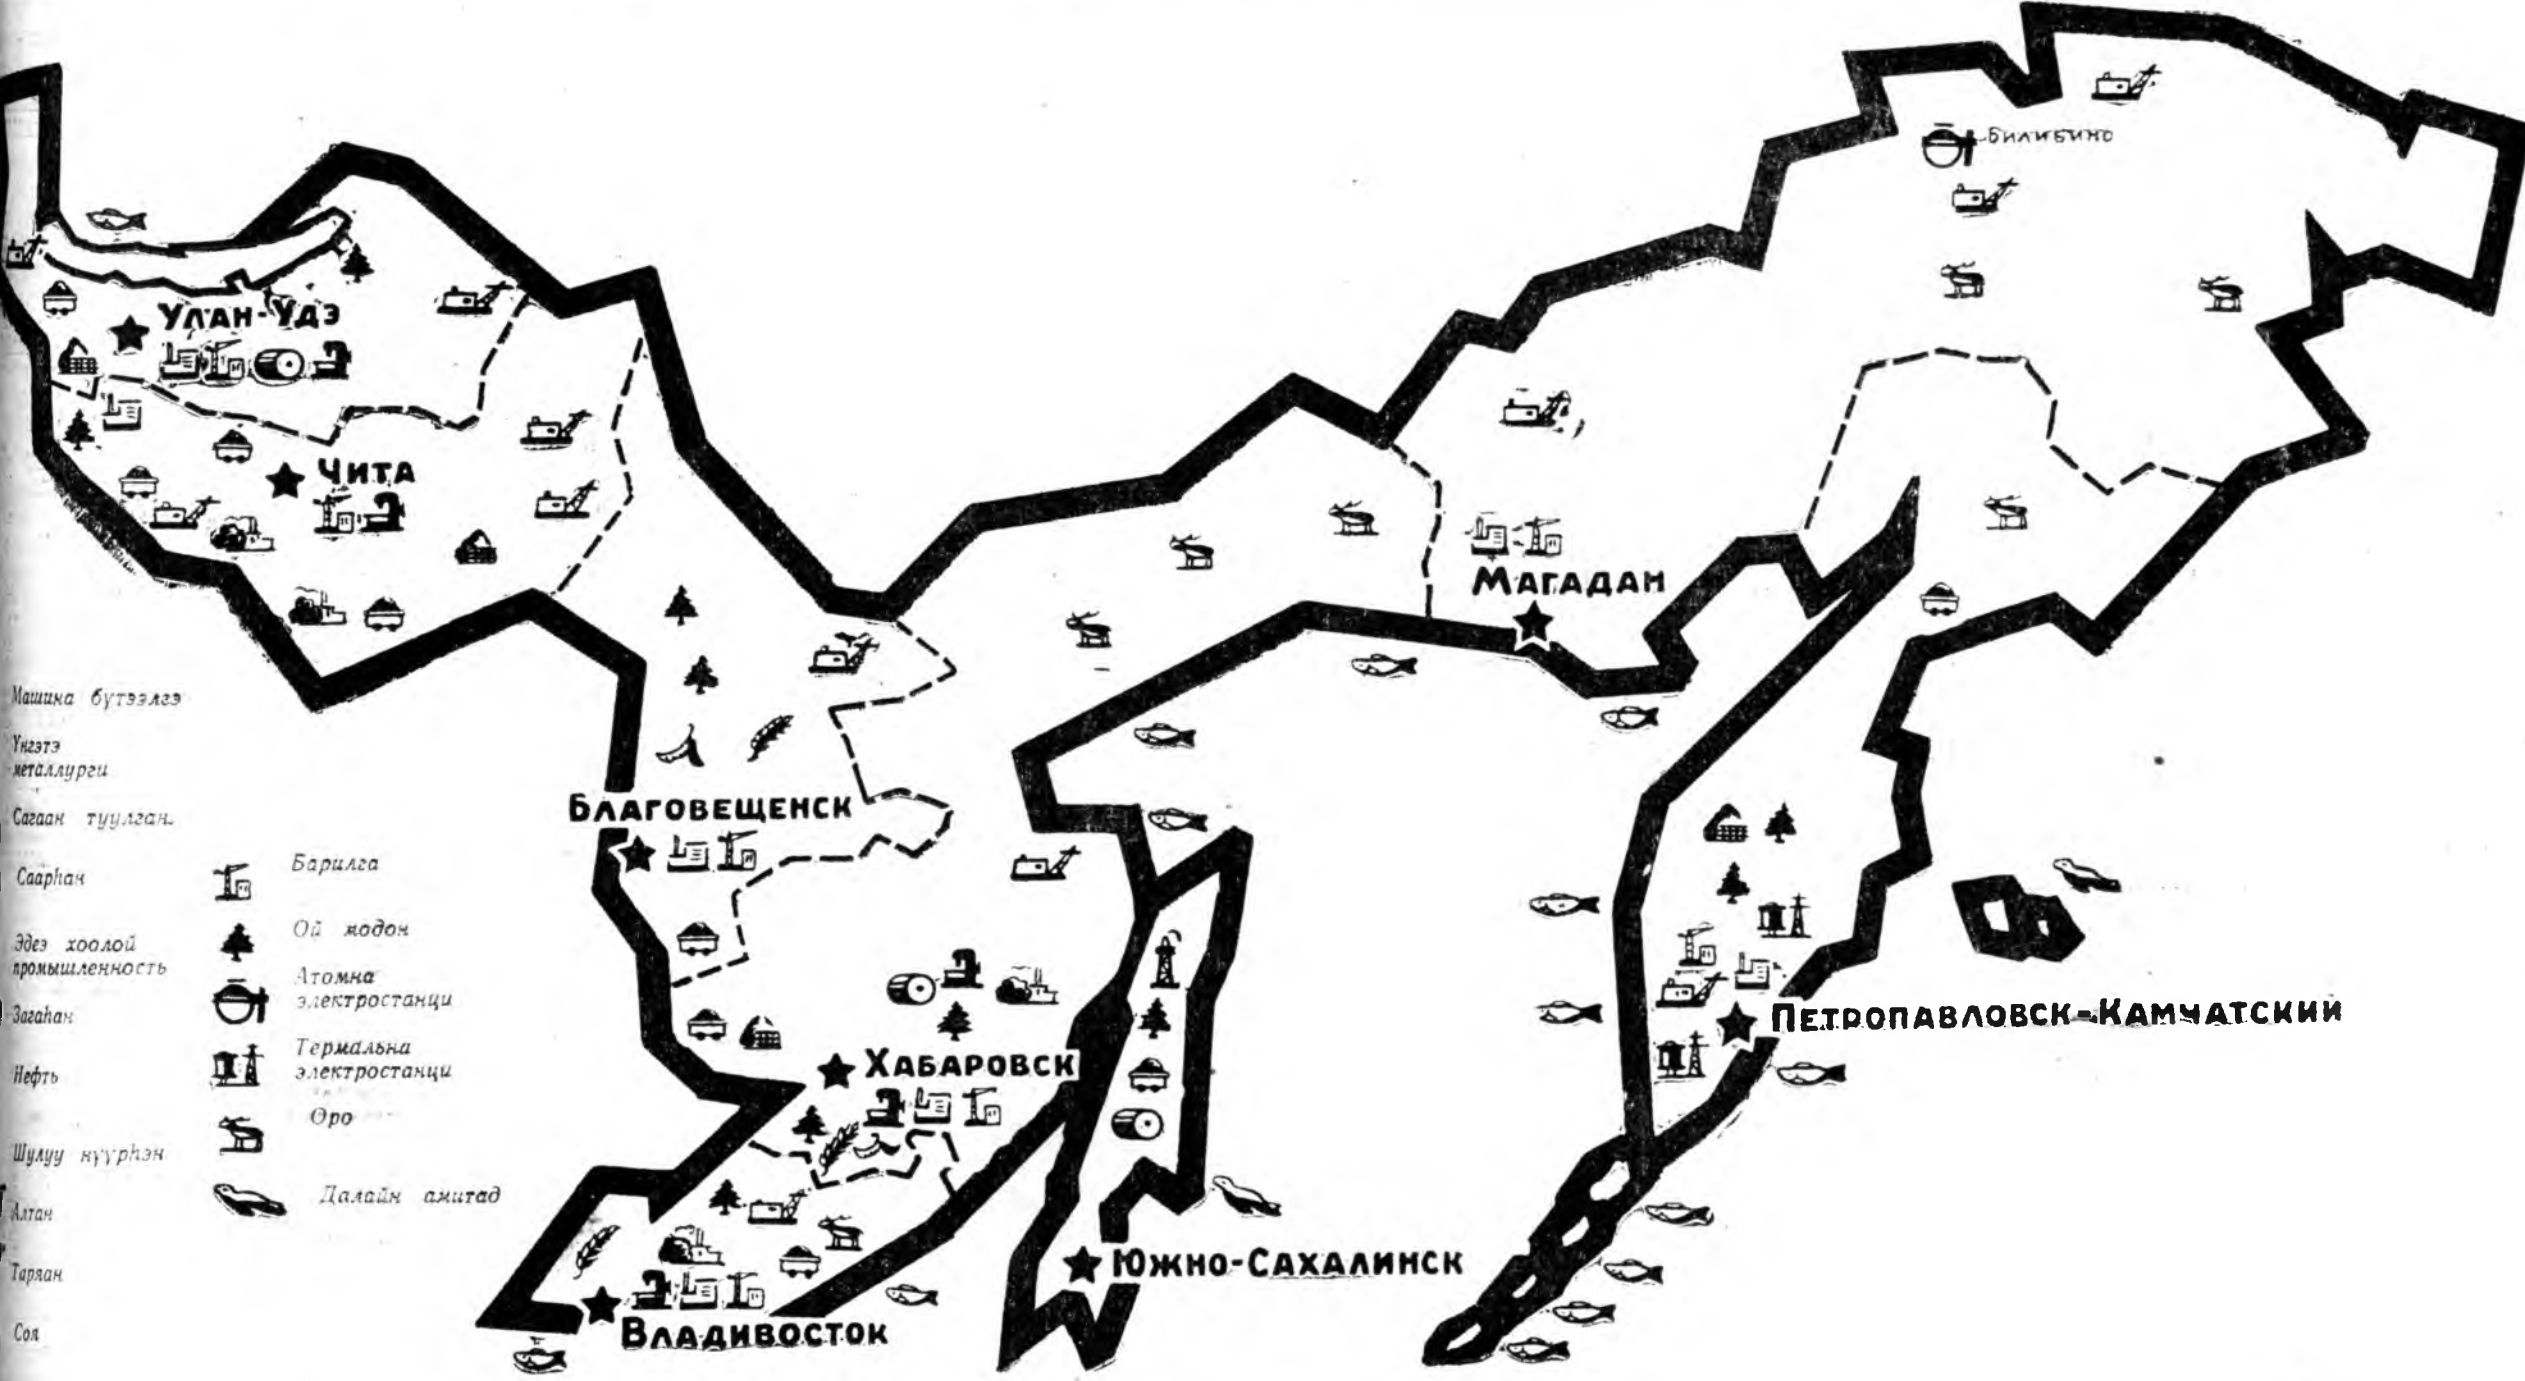 Билибино
Улан-Удэ
Чита
Магадан
Благовещенск
Петропавловск-Камчатский
Хабаровск
Южно-Сахалинск
Владивосток
Машина бүтээлгэ
Үнгэтэ
металлурги
Сагаан туулган
Саарһан
Эдеэ хоолой
промышленность
Загаһан
Нефть
Шулуу нүүрһэн
Алтан
Таряан
Соя
Барилга
Ой модон
Атомна
электростанци
Термальна
электростанци
Оро
Далайн амитад